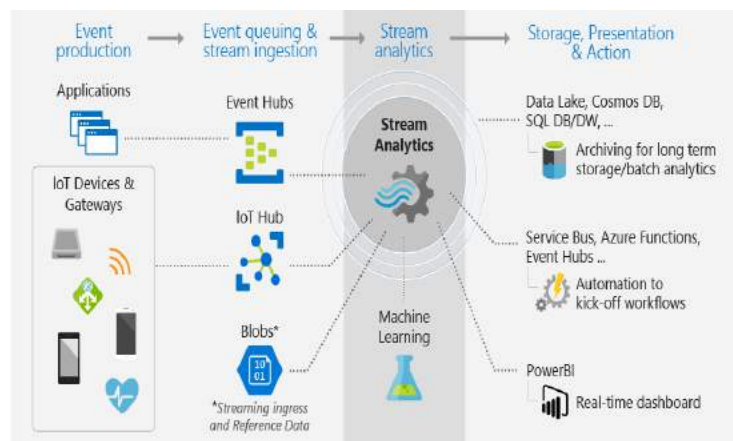 Event
production
Event queuing &
stream ingestion
Stream
analytics
Storage, Presentation
& Action
Applications
IoT Devices &
Gateways
Event Hubs
IoT Hub
Blobs*
10
01
*Streaming ingress
and Reference Data
Stream
Analytics
Machine
Learning
Data Lake, Cosmos DB,
SQL DB/DW, ...
Archiving for long term
storage/batch analytics
Service Bus, Azure Functions,
Event Hubs ...
Automation to
kick-off workflows
PowerBI
Real-time dashboard